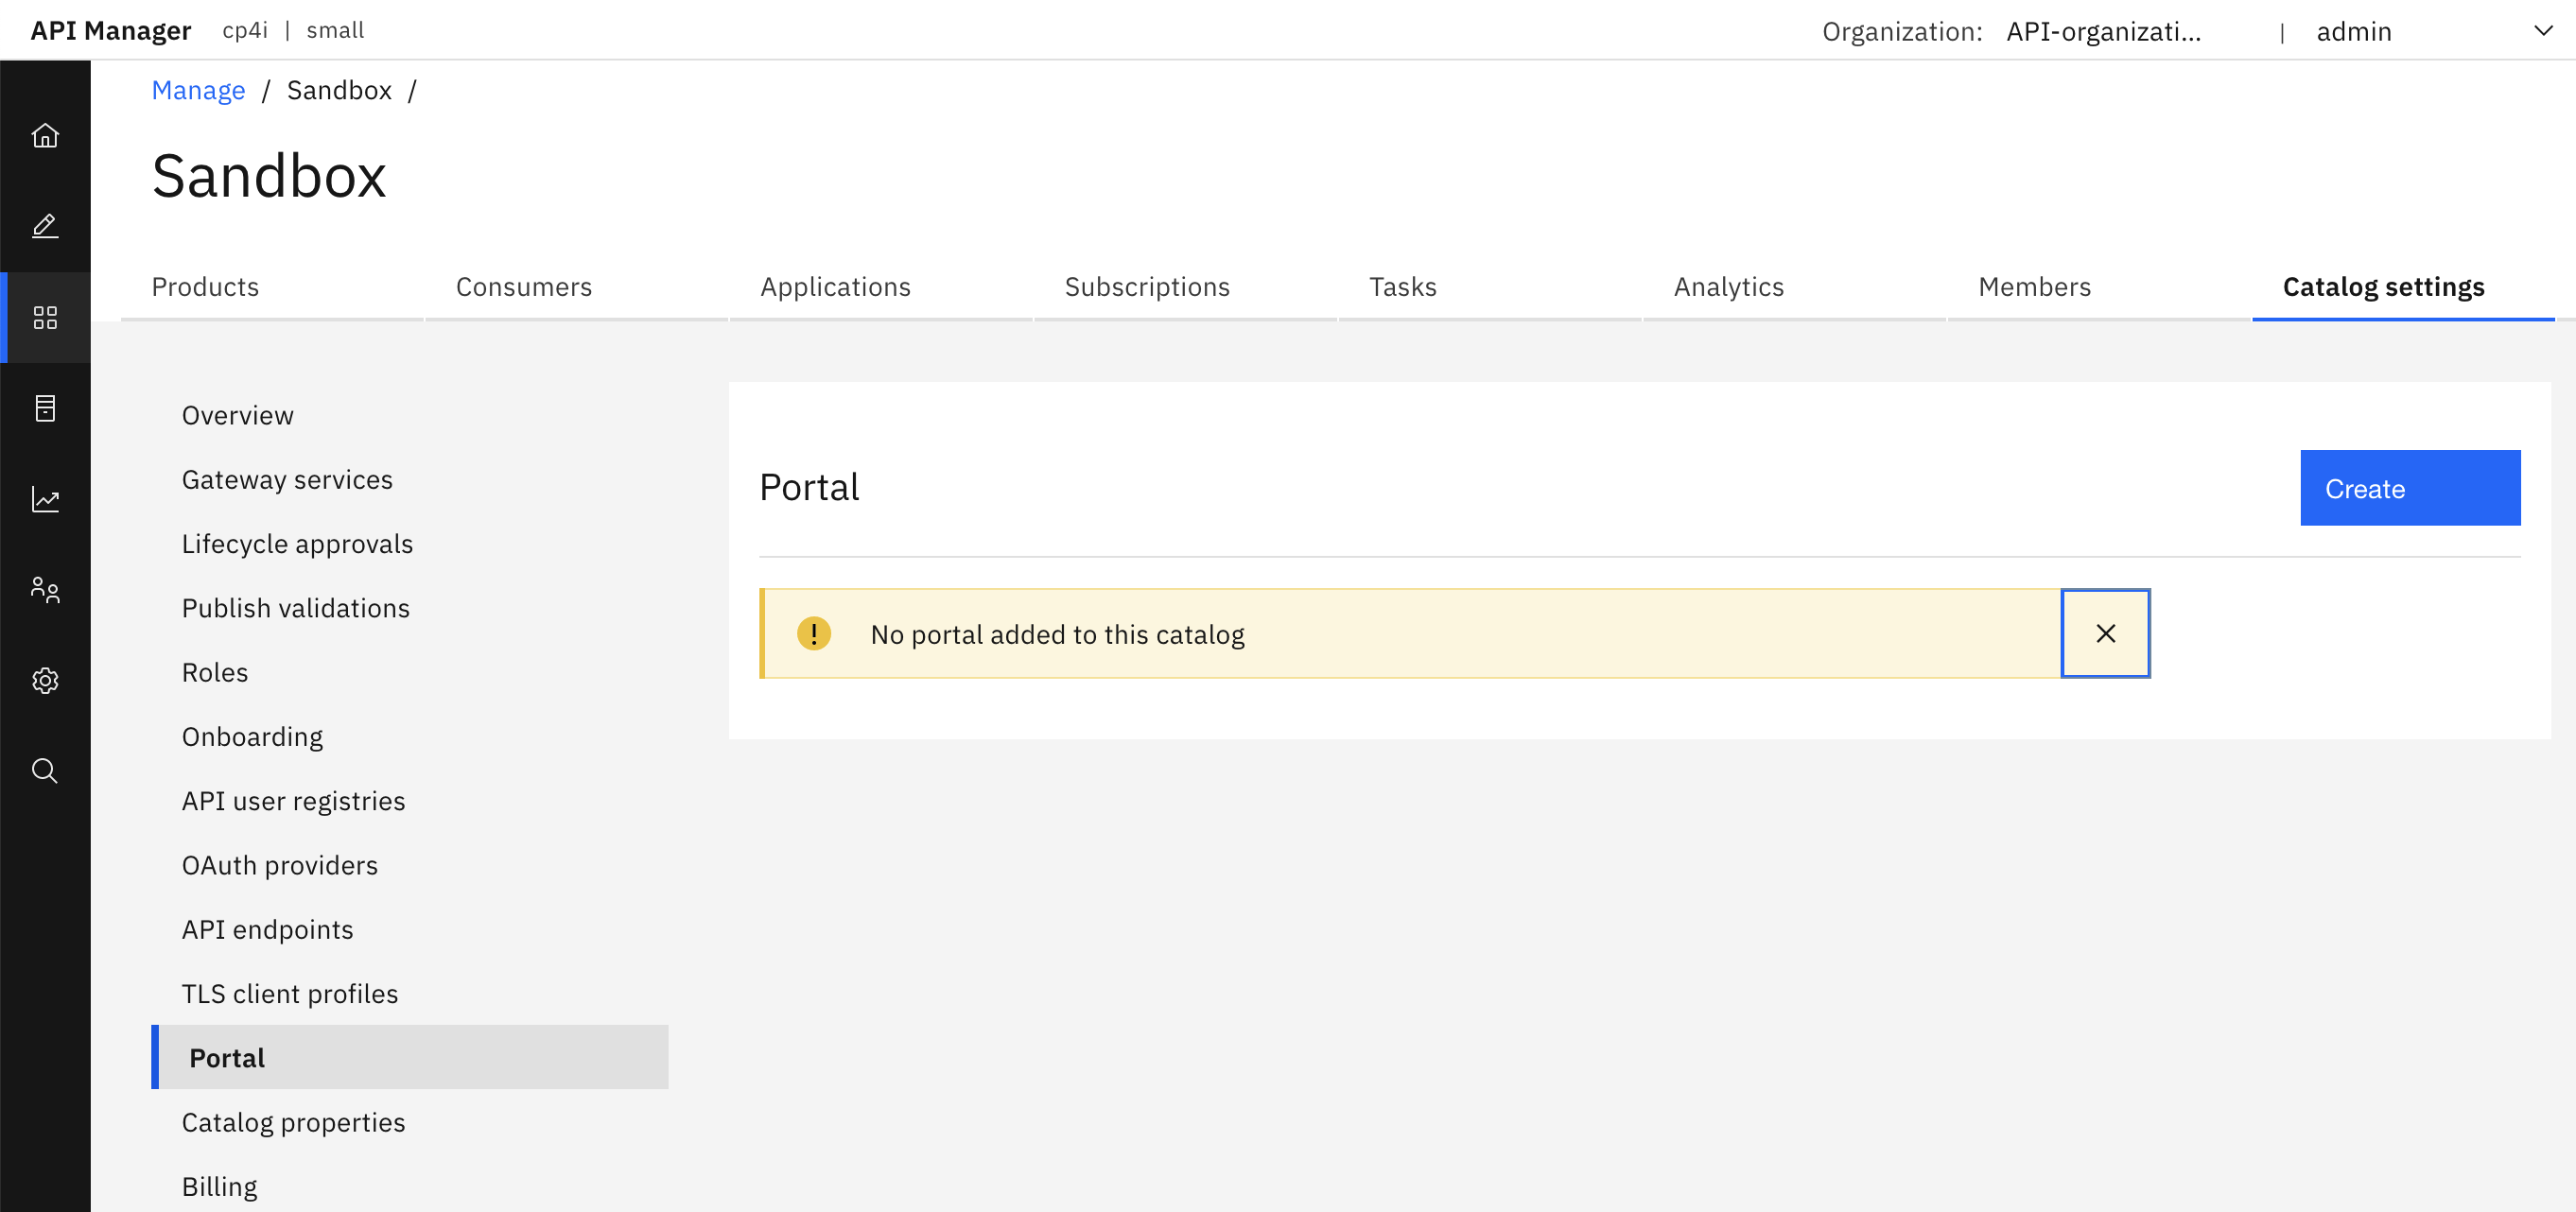 API Manager cp4i | small Organization: API-organizati... | admin
Manage / Sandbox /
Sandbox
Products Consumers Applications Subscriptions Tasks Analytics Members Catalog settings
Overview
Gateway services
Lifecycle approvals
Publish validations
Roles
Onboarding
API user registries
OAuth providers
API endpoints
TLS client profiles
Portal
Catalog properties
Billing
Portal
Create
No portal added to this catalog